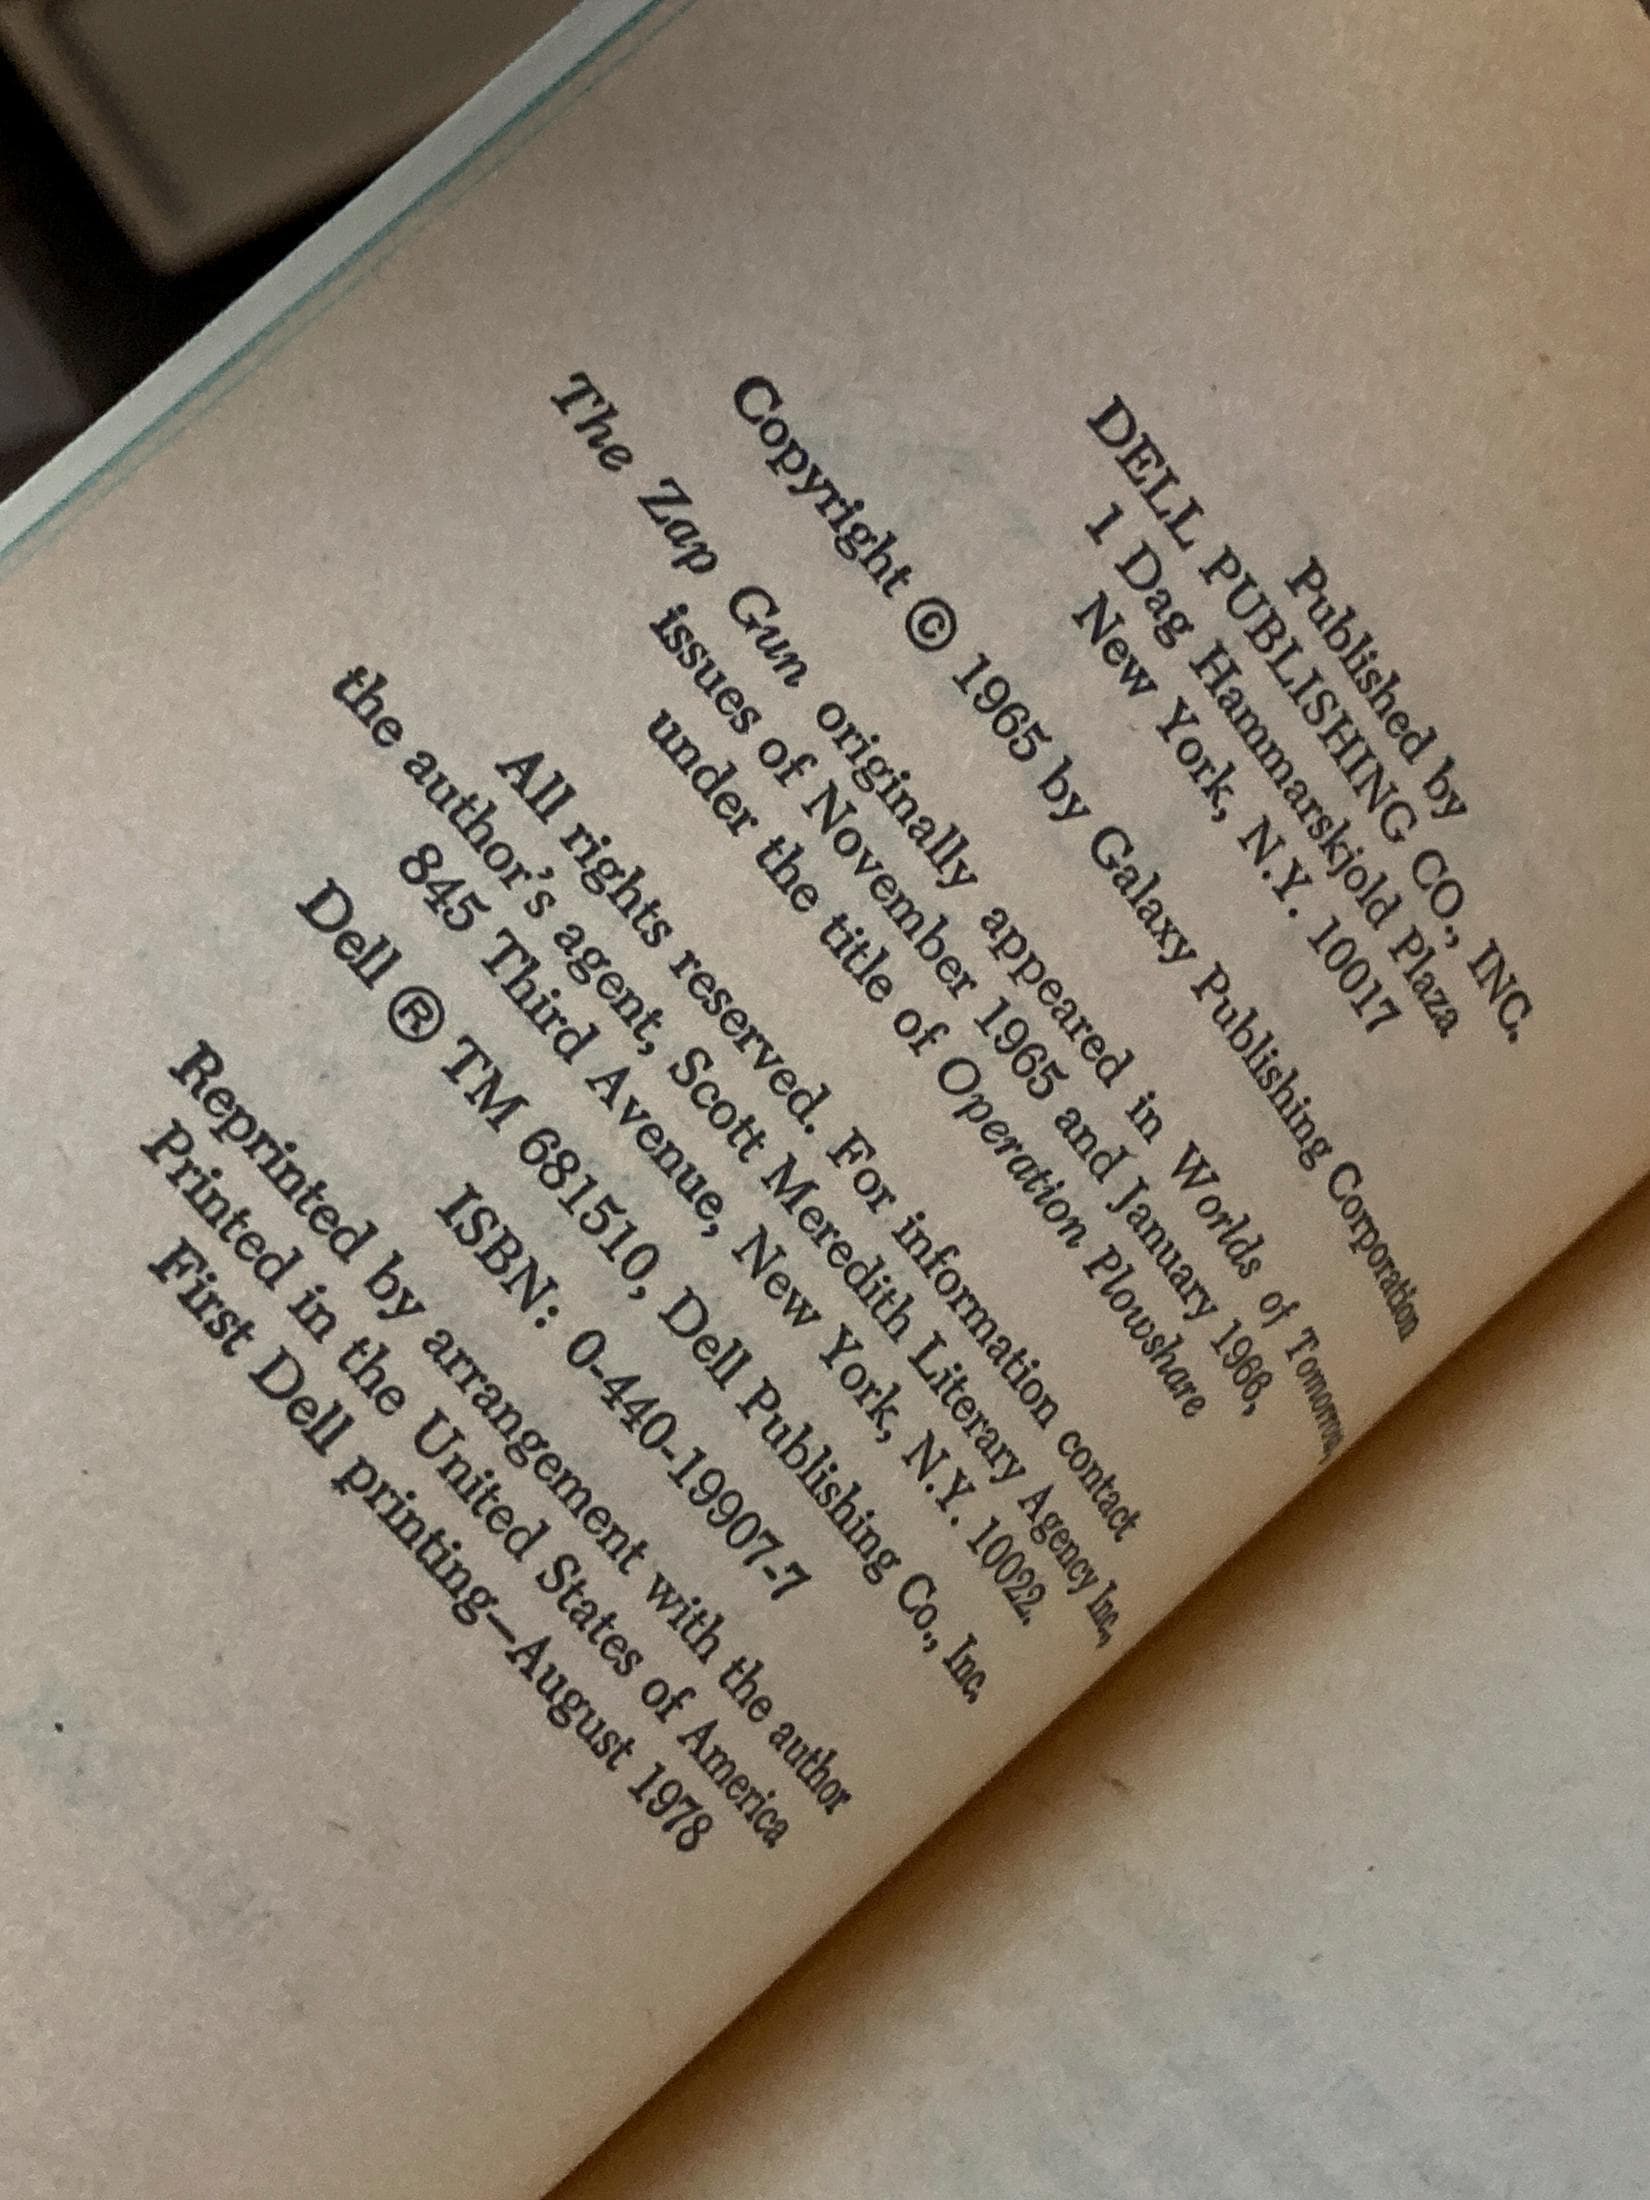 Published by
DELL PUBLISHING CO., INC.
1 Dag Hammarskjold Plaza
New York, N.Y. 10017
Copyright © 1965 by Galaxy Publishing Corporation
The Zap Gun originally appeared in Worlds of Tomorrow,
issues of November 1965 and January 1966,
under the title of Operation Plowshare
All rights reserved. For information contact
the author's agent, Scott Meredith Literary Agency Inc.,
845 Third Avenue, New York, N.Y. 10022.
Dell ® TM 681510, Dell Publishing Co., Inc.
ISBN: 0-440-19907-7
Reprinted by arrangement with the author
Printed in the United States of America
First Dell printing—August 1978